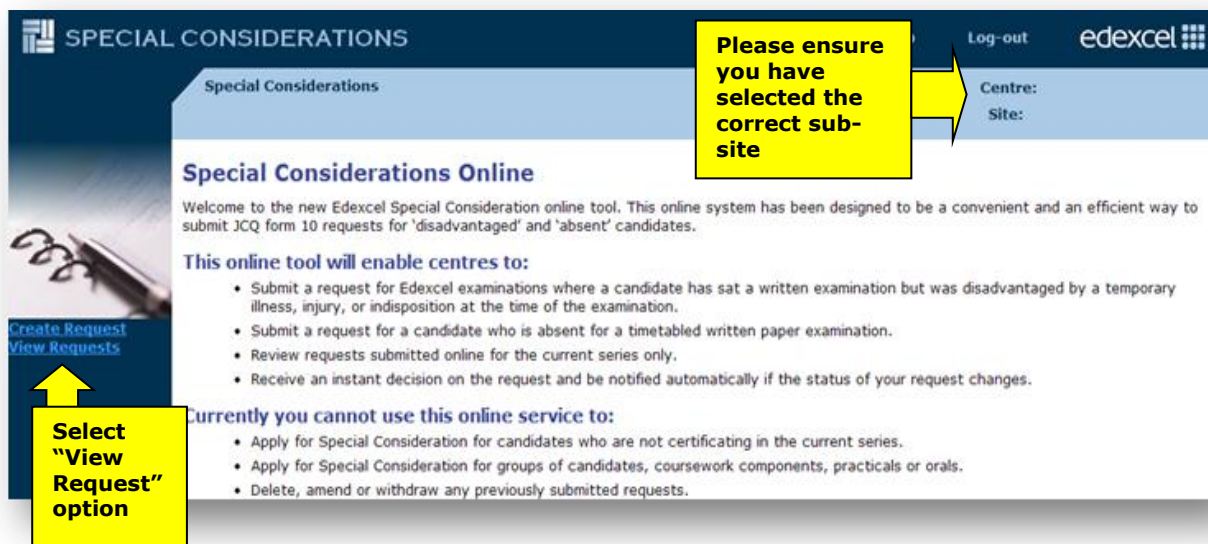 SPECIAL CONSIDERATIONS
Log-out
edexcel
Special Considerations
Centre:
Site:
Please ensure
you have
selected the
correct sub-
site
Special Considerations Online
Welcome to the new Edexcel Special Consideration online tool. This online system has been designed to be a convenient and an efficient way to
submit JCQ form 10 requests for 'disadvantaged' and 'absent' candidates.
This online tool will enable centres to:
• Submit a request for Edexcel examinations where a candidate has sat a written examination but was disadvantaged by a temporary
illness, injury, or indisposition at the time of the examination.
• Submit a request for a candidate who is absent for a timetabled written paper examination.
• Review requests submitted online for the current series only.
• Receive an instant decision on the request and be notified automatically if the status of your request changes.
Create Request
View Requests
Currently you cannot use this online service to:
• Apply for Special Consideration for candidates who are not certificating in the current series.
• Apply for Special Consideration for groups of candidates, coursework components, practicals or orals.
• Delete, amend or withdraw any previously submitted requests.
Select
"View
Request"
option